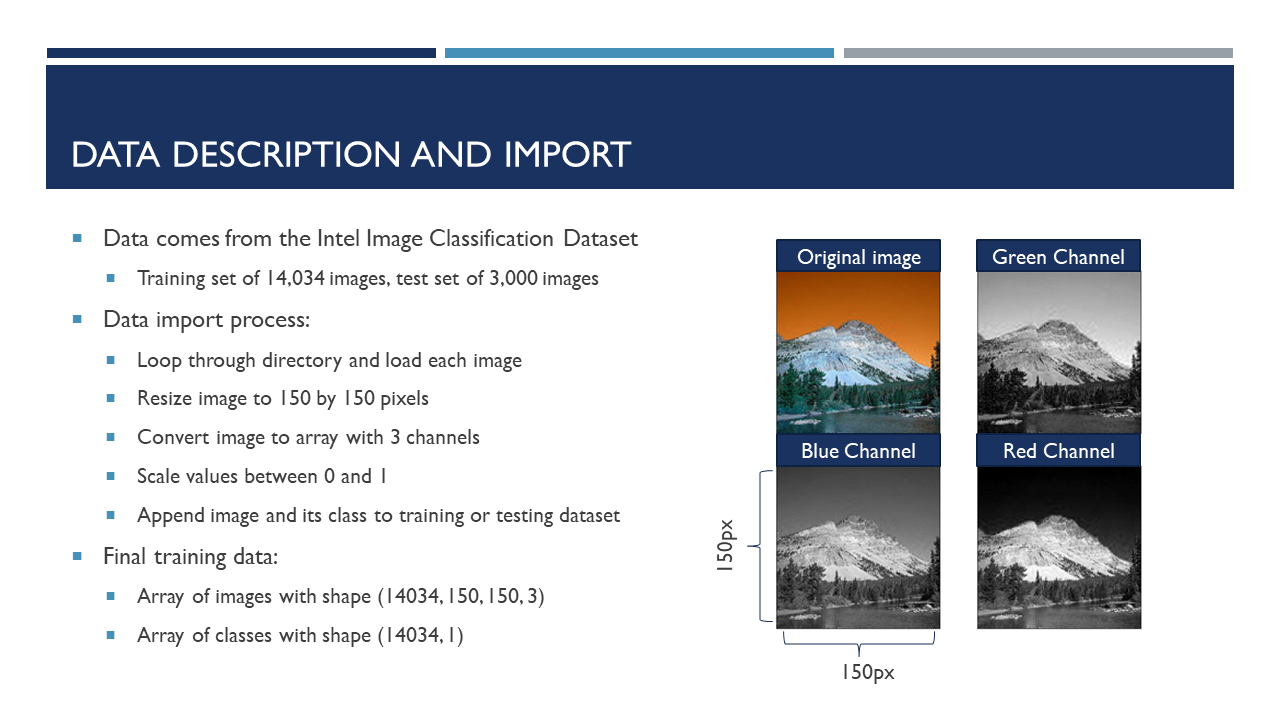 DATA DESCRIPTION AND IMPORT
Data comes from the Intel Image Classification Dataset
Training set of 14,034 images, test set of 3,000 images
Data import process:
Loop through directory and load each image
Resize image to 150 by 150 pixels
Convert image to array with 3 channels
Scale values between 0 and 1
Append image and its class to training or testing dataset
Final training data:
Array of images with shape (14034, 150, 150, 3)
Array of classes with shape (14034, 1)
Original image
Green Channel
Blue Channel
Red Channel
150px
150px